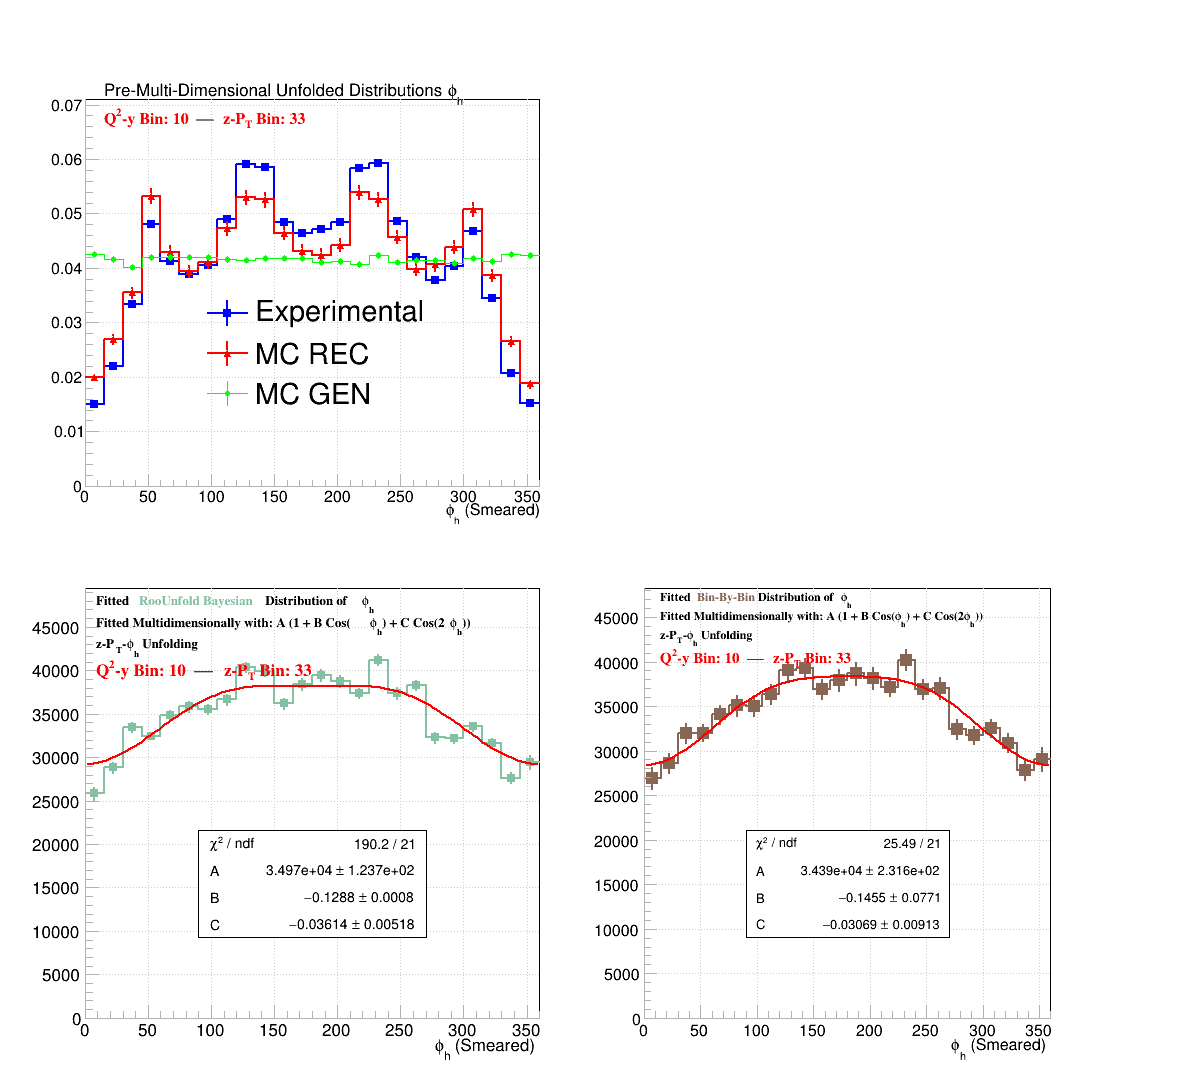 Pre-Multi-Dimensional Unfolded Distributions ϕh
Q²-y Bin: 10 — z-PT Bin: 33
0.07
0.06
0.05
0.04
0.03
0.02
0.01
0
Experimental
MC REC
MC GEN
0 50 100 150 200 250 300 350
ϕh (Smeared)
Fitted RooUnfold Bayesian Distribution of ϕh
Fitted Multidimensionally with: A (1 + B Cos( ϕh) + C Cos(2 ϕh))
z-PT-ϕh Unfolding
Q²-y Bin: 10 — z-PT Bin: 33
45000
40000
35000
30000
25000
20000
15000
10000
5000
0
χ² / ndf 190.2 / 21
A 3.497e+04 ± 1.237e+02
B −0.1288 ± 0.0008
C −0.03614 ± 0.00518
0 50 100 150 200 250 300 350
ϕh (Smeared)
Fitted Bin-By-Bin Distribution of ϕh
Fitted Multidimensionally with: A (1 + B Cos(ϕh) + C Cos(2ϕh))
z-PT-ϕh Unfolding
Q²-y Bin: 10 — z-PT Bin: 33
45000
40000
35000
30000
25000
20000
15000
10000
5000
0
χ² / ndf 25.49 / 21
A 3.439e+04 ± 2.316e+02
B −0.1455 ± 0.0771
C −0.03069 ± 0.00913
0 50 100 150 200 250 300 350
ϕh (Smeared)